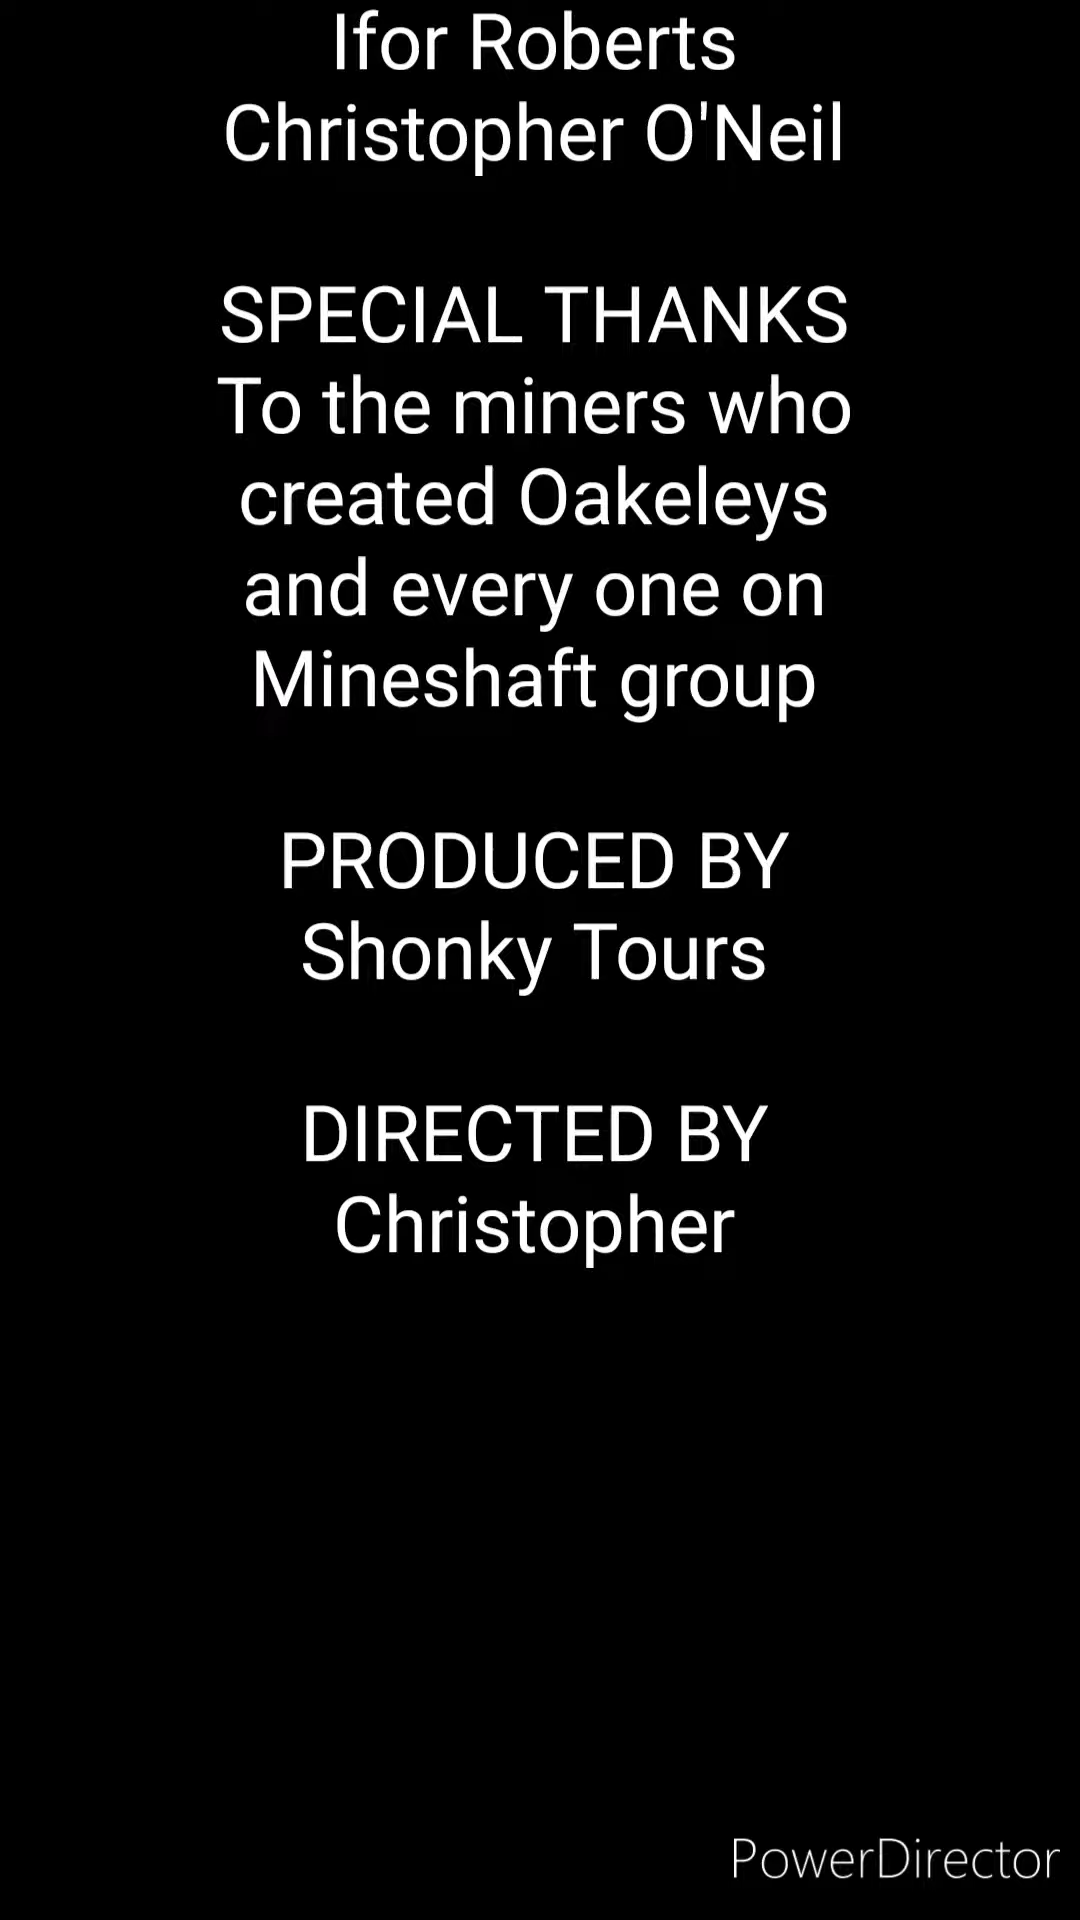 Ifor Roberts
Christopher O'Neil
SPECIAL THANKS
To the miners who
created Oakeleys
and every one on
Mineshaft group
PRODUCED BY
Shonky Tours
DIRECTED BY
Christopher
PowerDirector